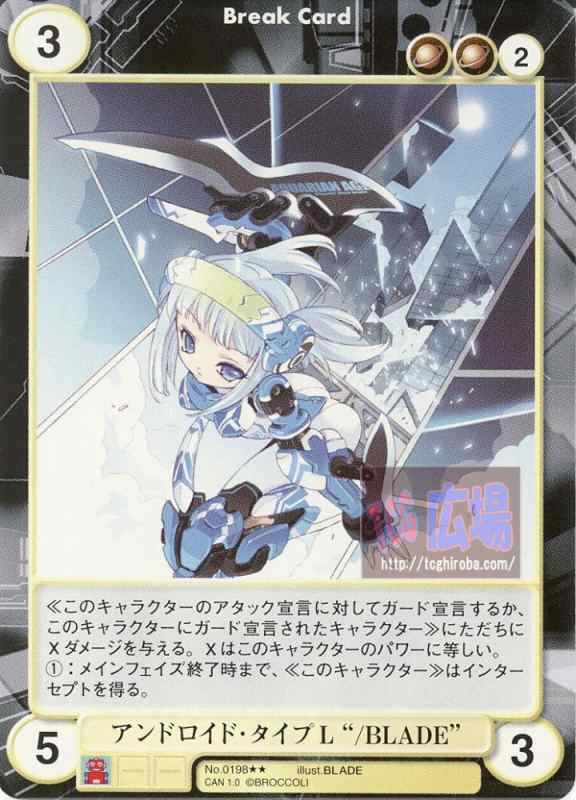 Break Card
3
2
AQUARIAN AGE
広場
http://tcghiroba.com/
≪このキャラクターのアタック宣言に対してガード宣言するか、
このキャラクターにガード宣言されたキャラクター≫にただちに
Xダメージを与える。Xはこのキャラクターのパワーに等しい。
①：メインフェイズ終了時まで、≪このキャラクター≫はインター
セプトを得る。
アンドロイド・タイプL “/BLADE”
5
3
No.0198★★ illust.BLADE
CAN 1.0 ©BROCCOLI